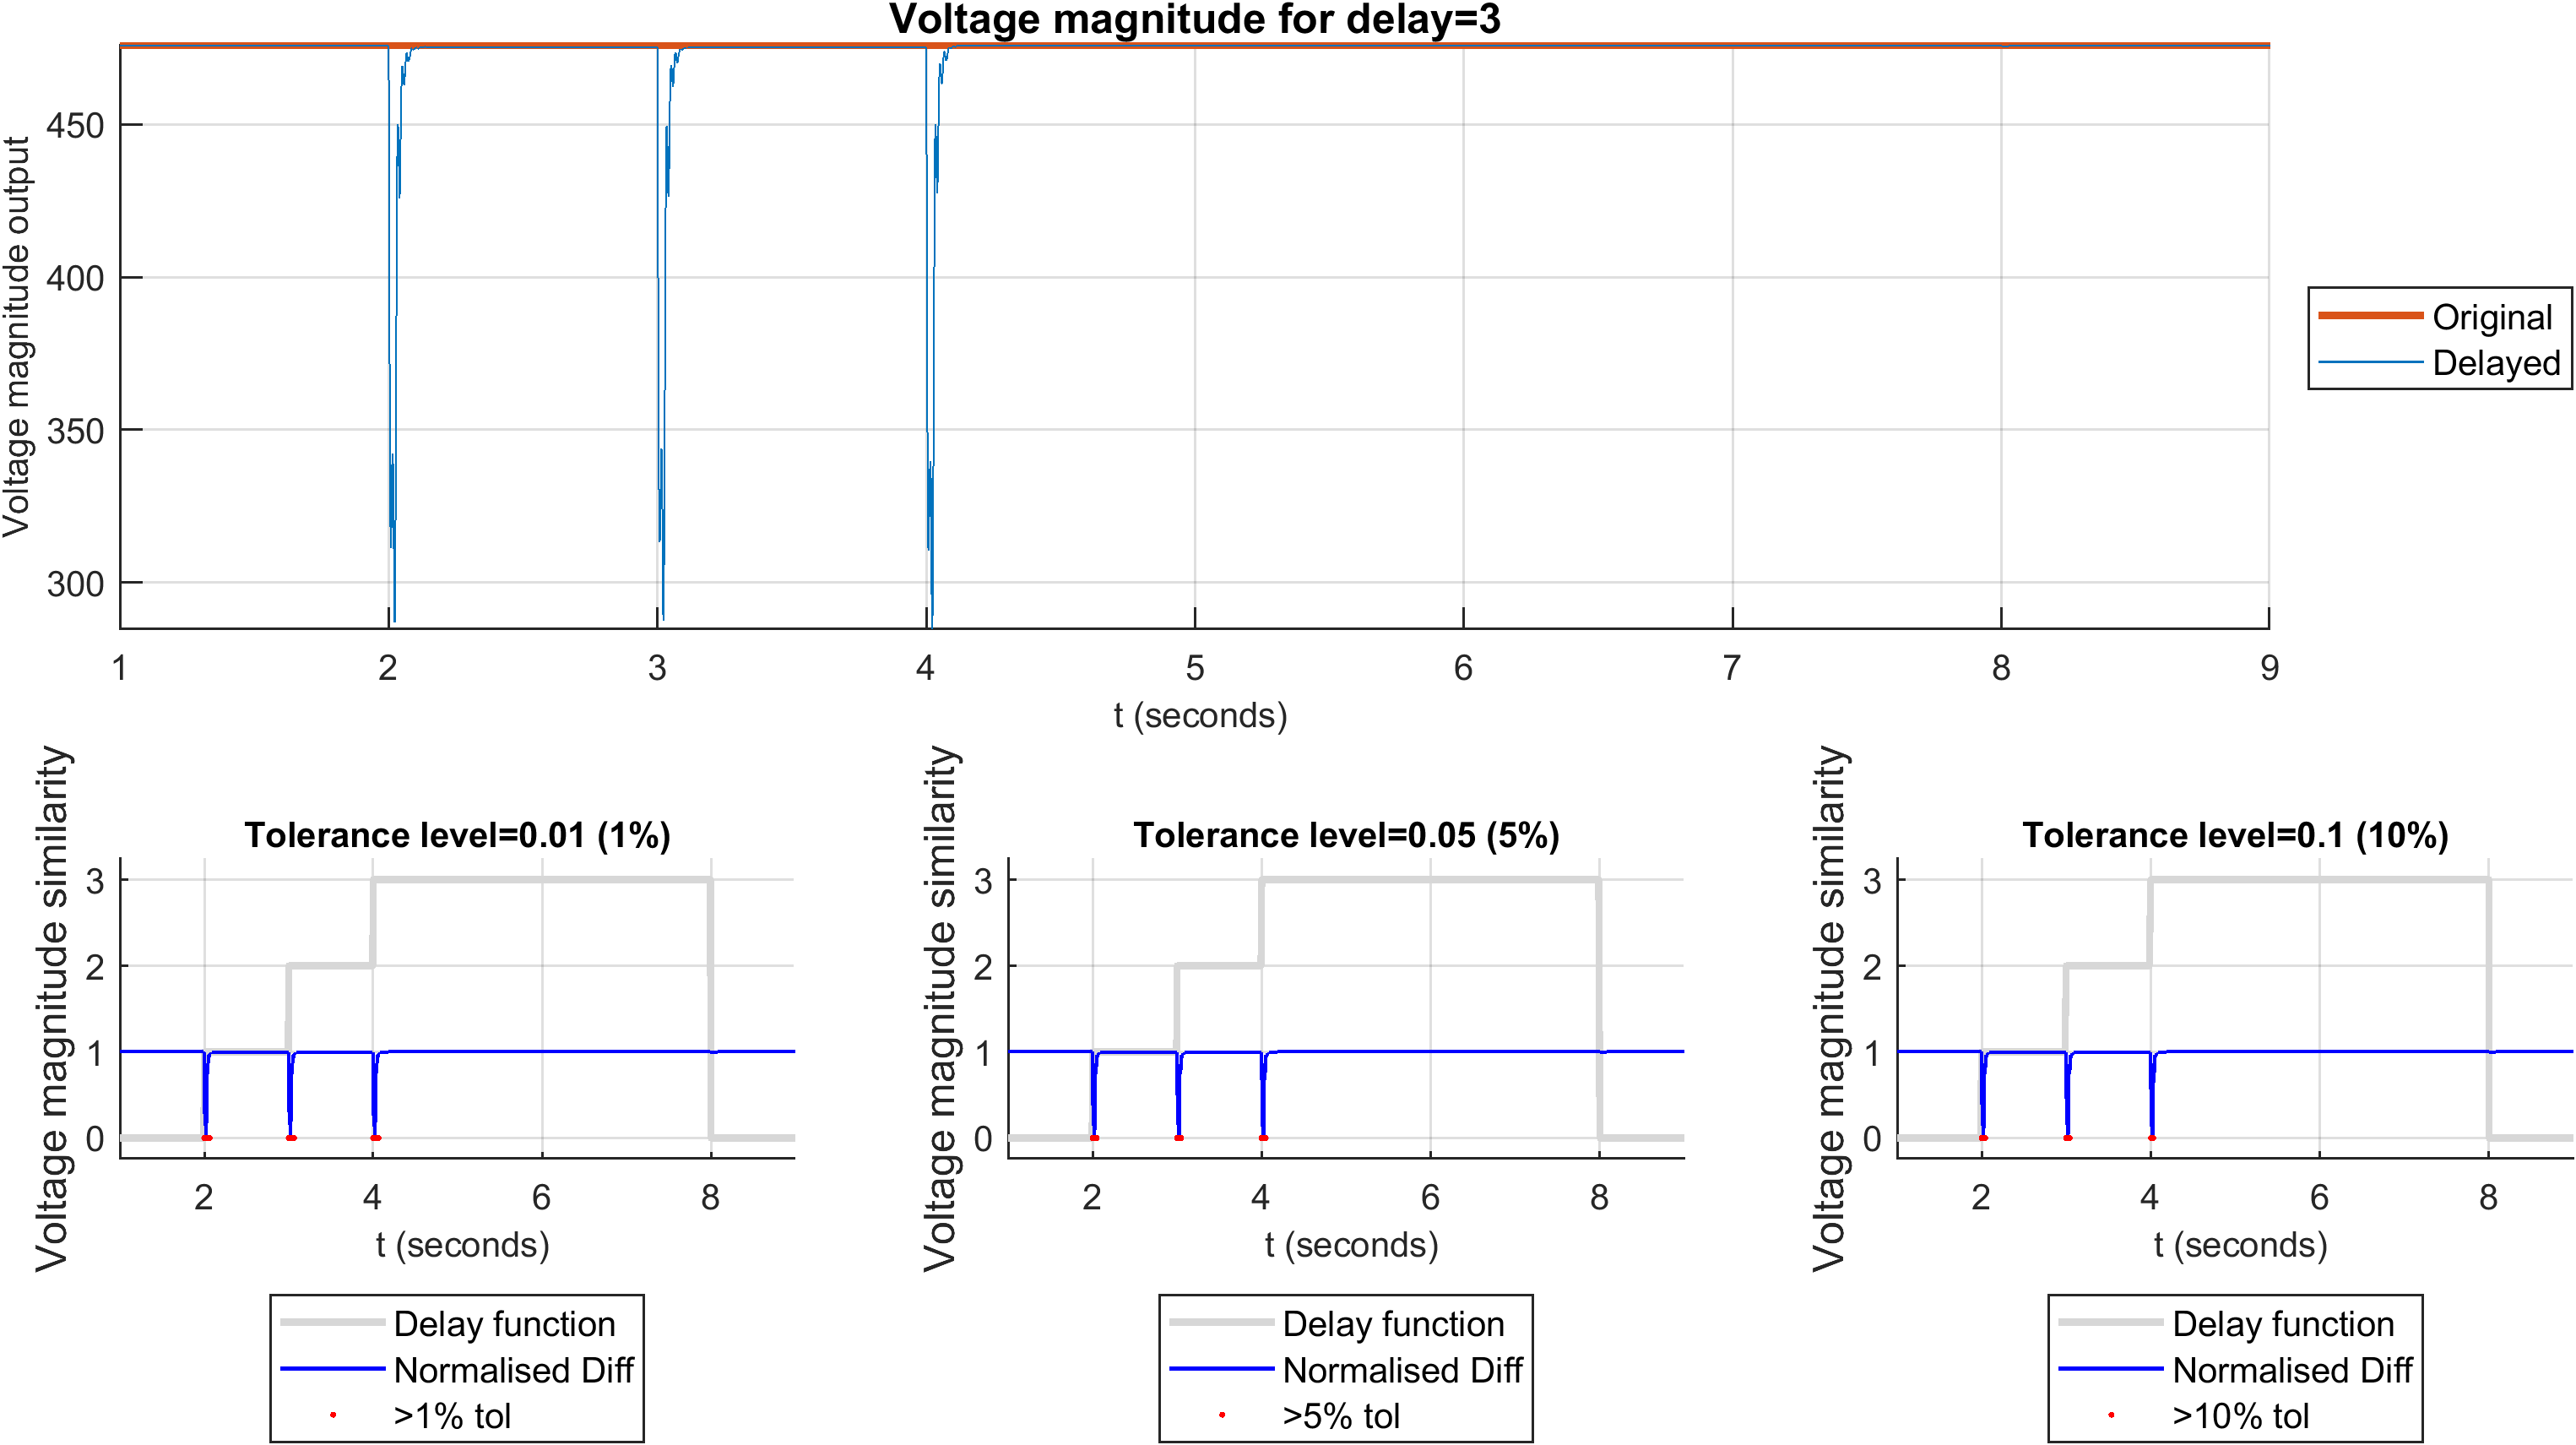 Voltage magnitude for delay=3
Voltage magnitude output
450
400
350
300
1 2 3 4 5 6 7 8 9
t (seconds)
Original
Delayed
Voltage magnitude similarity
Tolerance level=0.01 (1%)
3
2
1
0
2 4 6 8
t (seconds)
Delay function
Normalised Diff
>1% tol
Voltage magnitude similarity
Tolerance level=0.05 (5%)
3
2
1
0
2 4 6 8
t (seconds)
Delay function
Normalised Diff
>5% tol
Voltage magnitude similarity
Tolerance level=0.1 (10%)
3
2
1
0
2 4 6 8
t (seconds)
Delay function
Normalised Diff
>10% tol